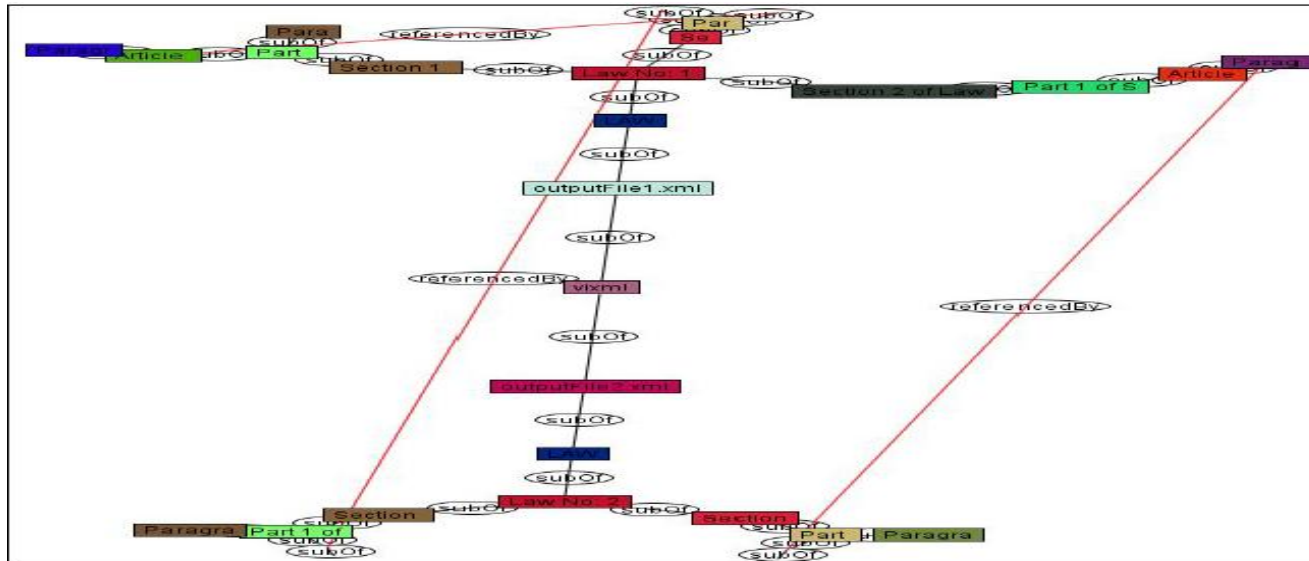 subOf
Par
subOf
Para
referencedBy
Se
subOf
Paragr
Article
subOf
Part
subOf
subOf
Section 1
subOf
Law No: 1
subOf
Section 2 of Law
Part 1 of S
Article
Parag
subOf
LAW
subOf
outputFile1.xml
subOf
referencedBy
vixml
referencedBy
subOf
outputFile2.xml
subOf
LAW
subOf
Law No: 2
Section
subOf
subOf
Section
Paragra
Part 1 of
subOf
subOf
Part
Paragra
subOf
subOf